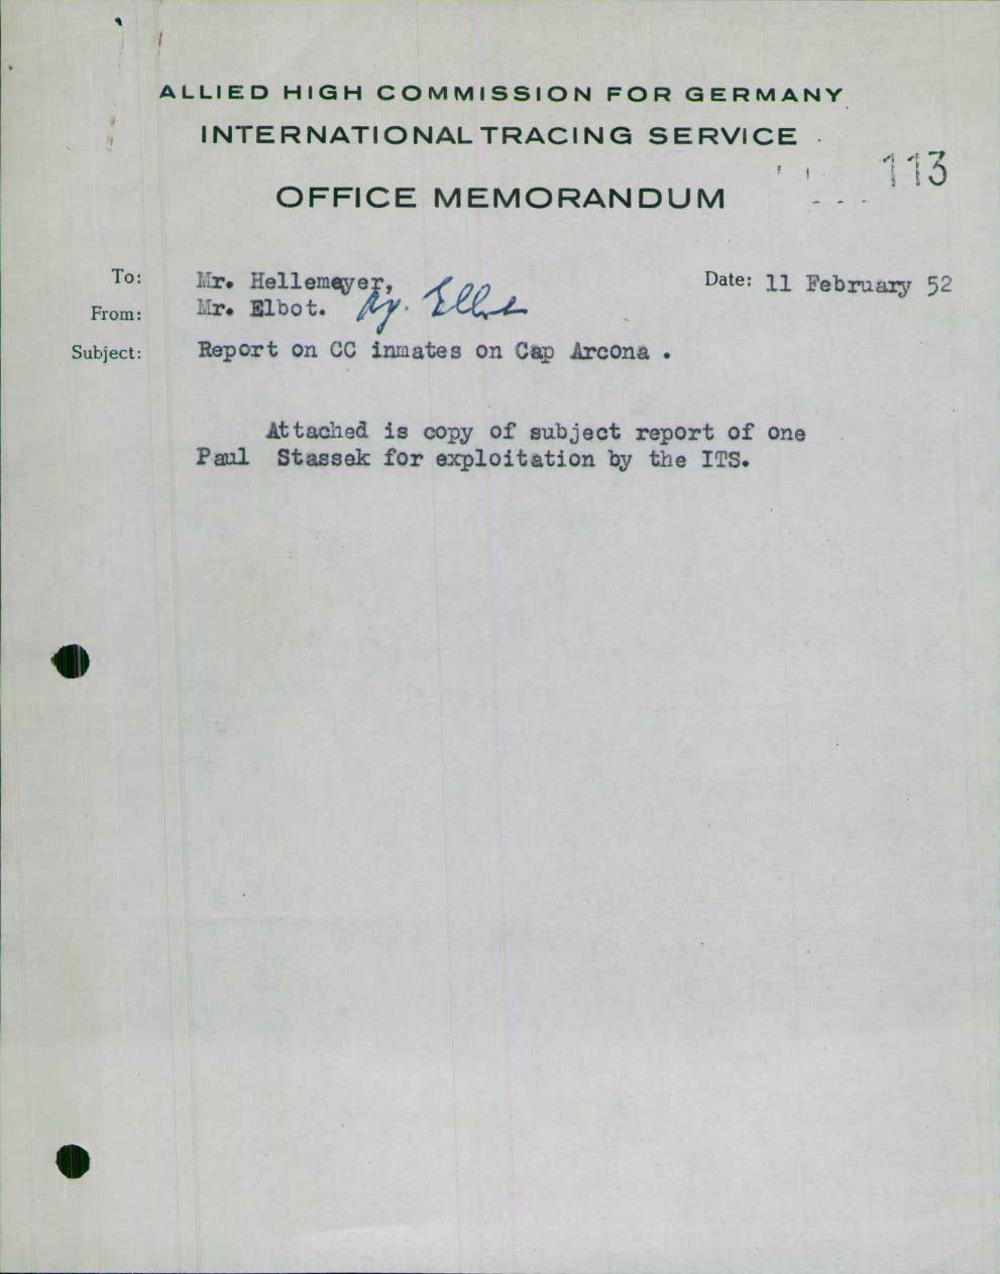 ALLIED HIGH COMMISSION FOR GERMANY
INTERNATIONAL TRACING SERVICE
113
OFFICE MEMORANDUM
To: Mr. Hellemeyer, Date: 11 February 52
From: Mr. Elbot.
Subject: Report on CC inmates on Cap Arcona .
Attached is copy of subject report of one
Paul Stassek for exploitation by the ITS.